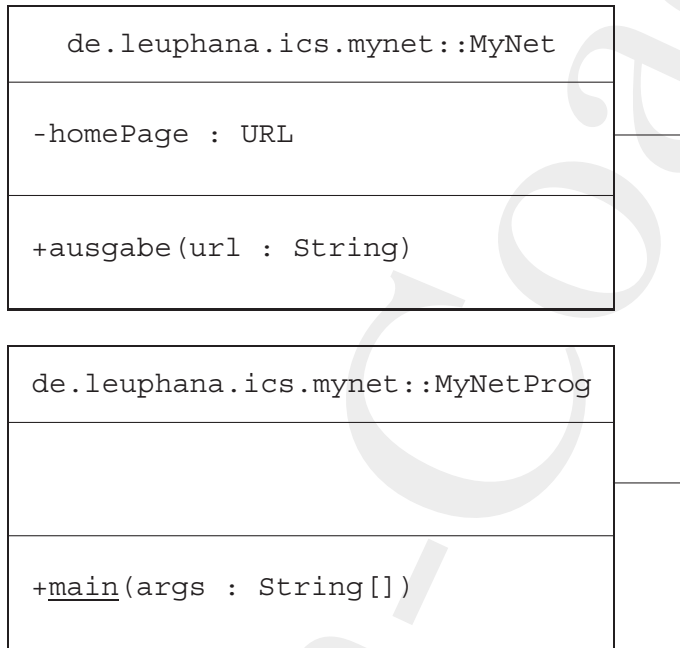 de.leuphana.ics.mynet::MyNet
-homePage : URL
+ausgabe(url : String)
de.leuphana.ics.mynet::MyNetProg
+main(args : String[])